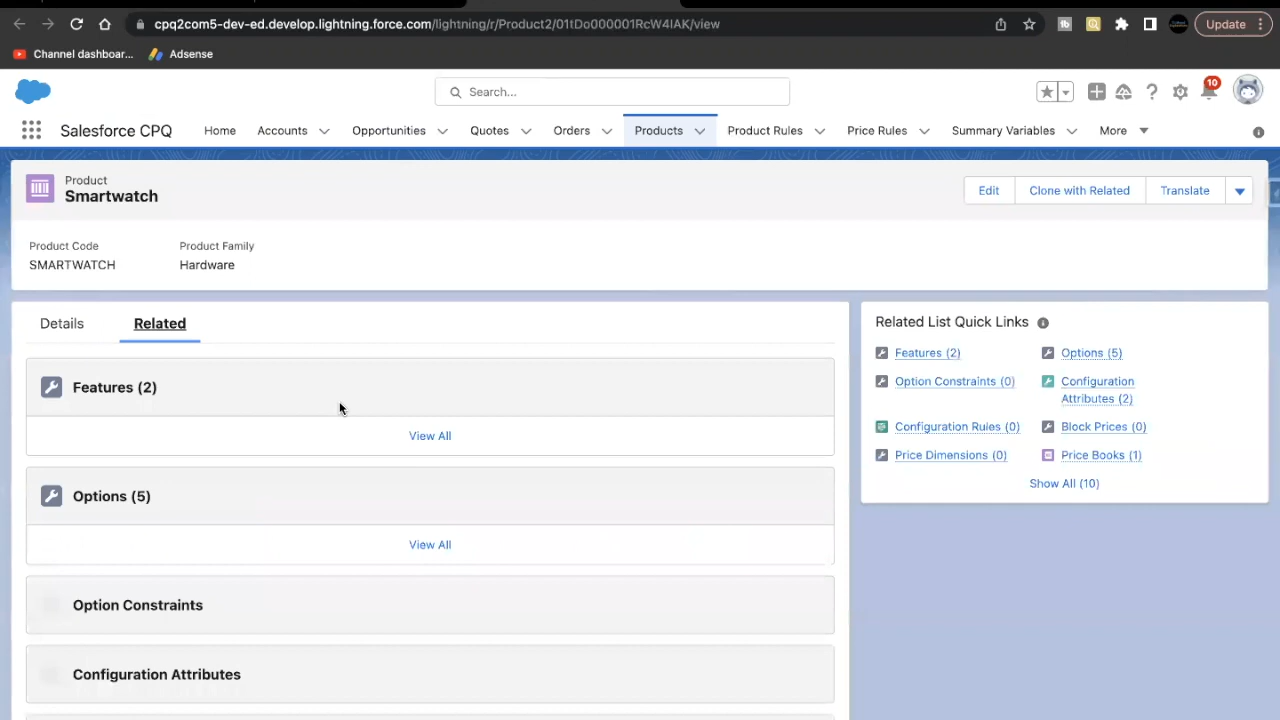 cpq2com5-dev-ed.develop.lightning.force.com/lightning/r/Product2/01tDo000001RcW4IAK/view
Update
Channel dashboar...
Adsense
Search...
10
Salesforce CPQ
Home
Accounts
Opportunities
Quotes
Orders
Products
Product Rules
Price Rules
Summary Variables
More
Product
Smartwatch
Edit
Clone with Related
Translate
Product Code
Product Family
SMARTWATCH
Hardware
Details
Related
Features (2)
View All
Options (5)
View All
Option Constraints
Configuration Attributes
Related List Quick Links
Features (2)
Options (5)
Option Constraints (0)
Configuration
Attributes (2)
Configuration Rules (0)
Block Prices (0)
Price Dimensions (0)
Price Books (1)
Show All (10)